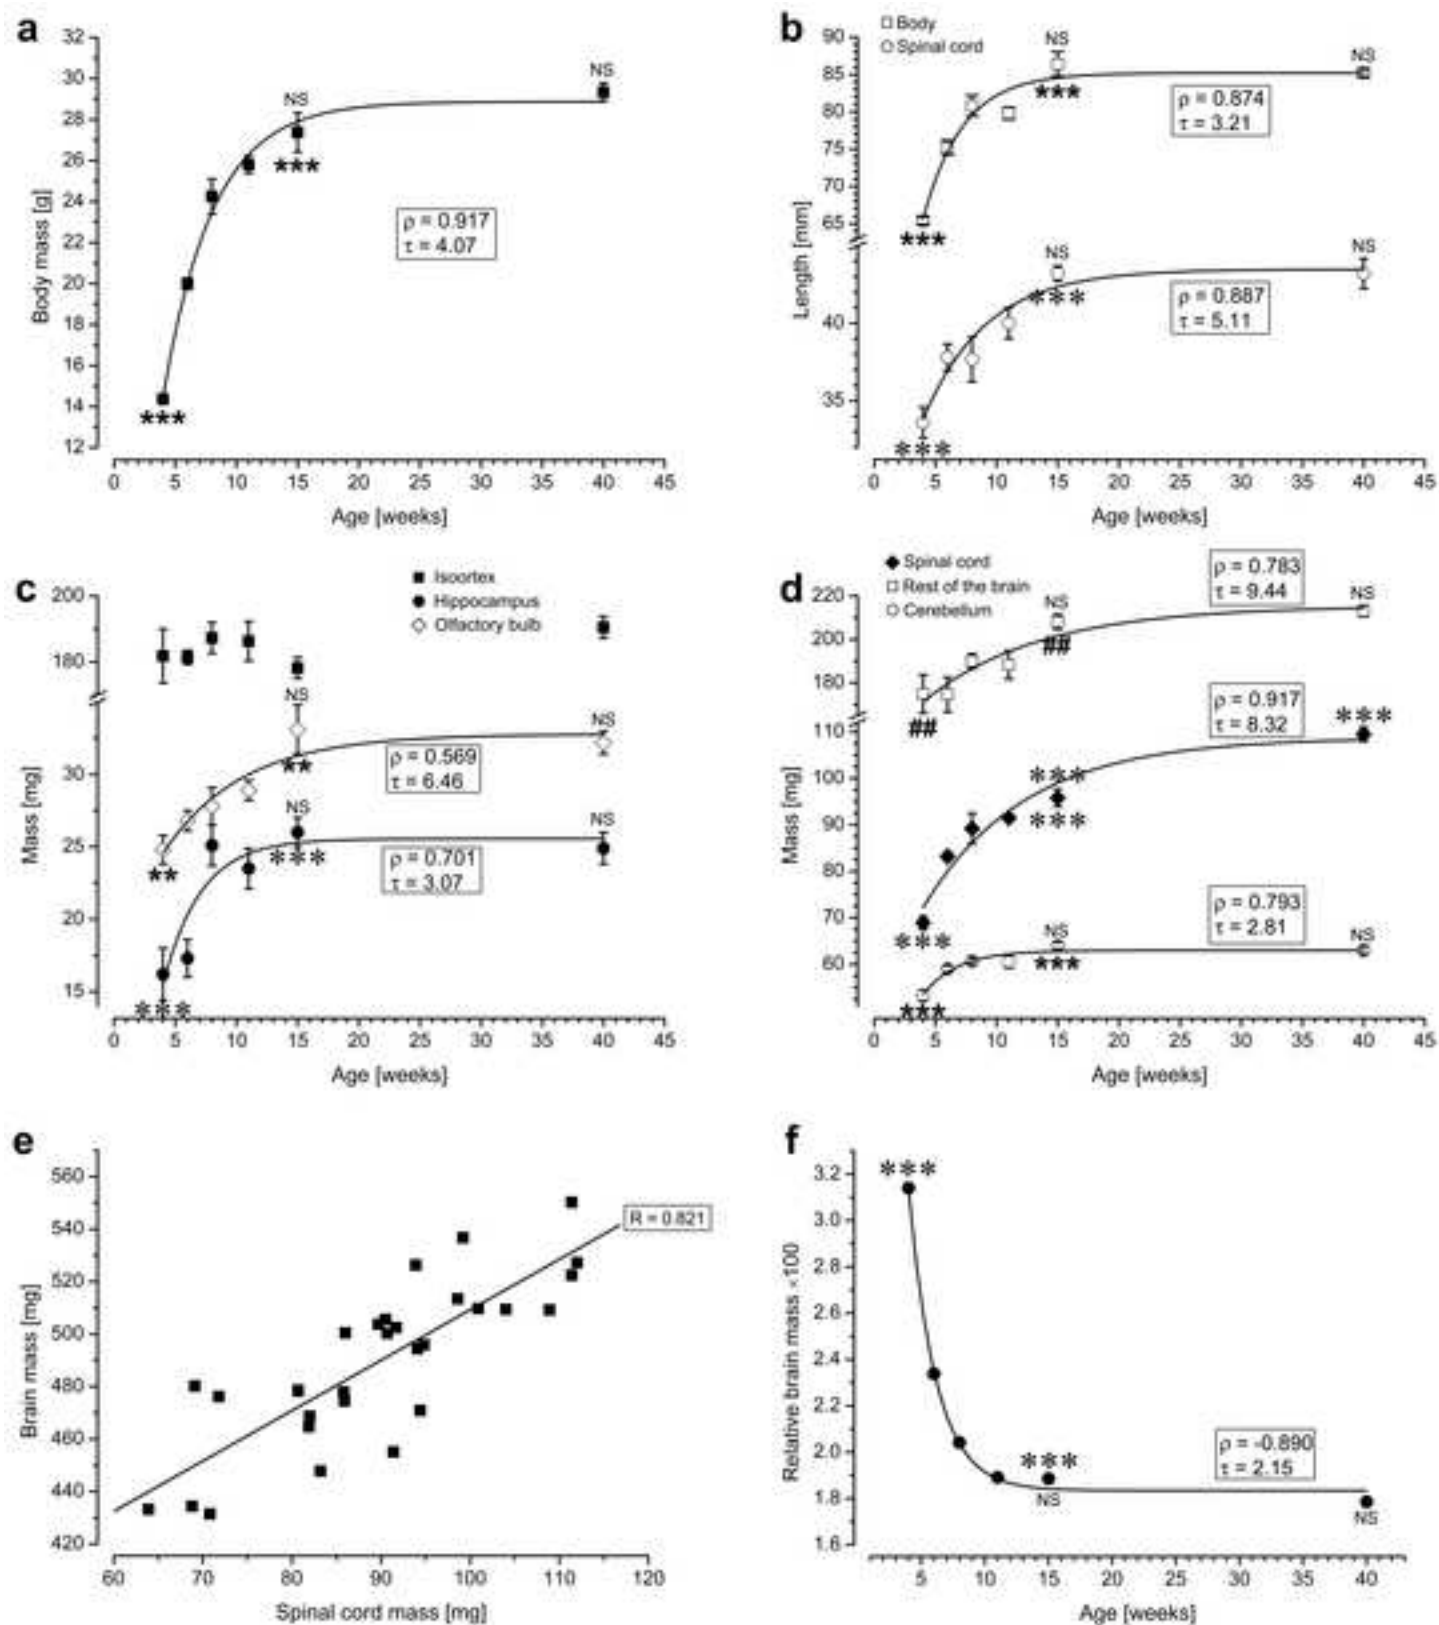 a
32
30
28
26
24
22
20
18
16
14
12
Body mass [g]
NS
NS
***
***
ρ = 0.917
τ = 4.07
0 5 10 15 20 25 30 35 40 45
Age [weeks]
b
Body
Spinal cord
90
85
80
75
70
65
40
35
Length [mm]
NS
NS
***
ρ = 0.874
τ = 3.21
***
NS
NS
***
ρ = 0.887
τ = 5.11
***
0 5 10 15 20 25 30 35 40 45
Age [weeks]
c
Isoortex
Hippocampus
Olfactory bulb
200
180
30
25
20
15
Mass [mg]
NS
NS
**
ρ = 0.569
τ = 6.46
**
NS
NS
***
ρ = 0.701
τ = 3.07
***
0 5 10 15 20 25 30 35 40 45
Age [weeks]
d
Spinal cord
Rest of the brain
Cerebellum
220
200
180
110
100
90
80
70
60
Mass [mg]
ρ = 0.783
τ = 9.44
NS
NS
##
##
ρ = 0.917
τ = 8.32
***
***
***
***
ρ = 0.793
τ = 2.81
NS
NS
***
***
0 5 10 15 20 25 30 35 40 45
Age [weeks]
e
560
540
520
500
480
460
440
420
Brain mass [mg]
R = 0.821
60 70 80 90 100 110 120
Spinal cord mass [mg]
f
3.2
3.0
2.8
2.6
2.4
2.2
2.0
1.8
1.6
Relative brain mass ×100
***
***
NS
ρ = -0.890
τ = 2.15
NS
5 10 15 20 25 30 35 40
Age [weeks]